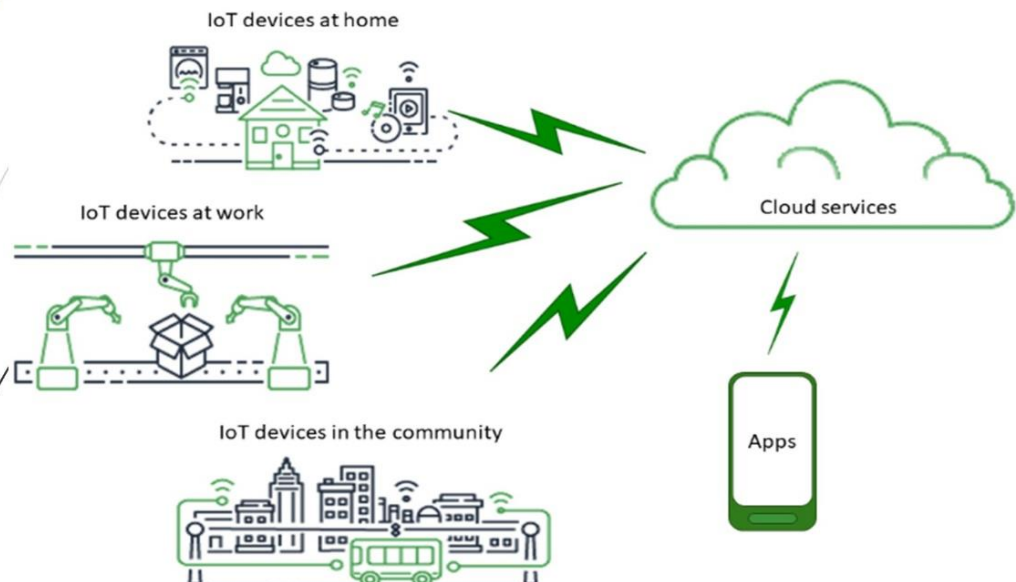 IoT devices at home
IoT devices at work
Cloud services
IoT devices in the community
Apps